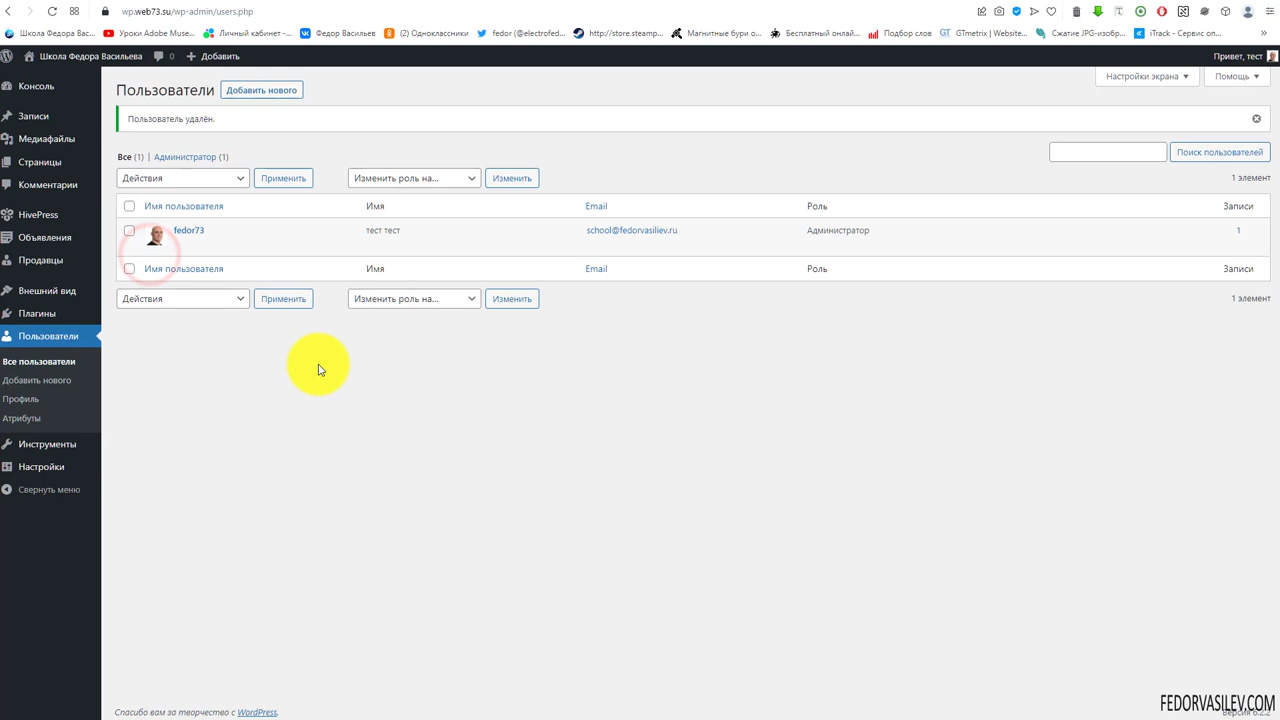 wp.web73.su/wp-admin/users.php
Школа Федора Ва... Уроки Adobe Muse... Личный кабинет -... Федор Васильев (2) Одноклассники fedor (@electrofed... http://store.steamp... Магнитные бури о... Бесплатный онлай... Подбор слов GTmetrix | Website... Сжатие JPG-изобр... iTrack - Сервис оп... »
Школа Федора Васильева 0 Добавить Привет, тест
Настройки экрана Помощь
Консоль
Записи
Медиафайлы
Страницы
Комментарии
HivePress
Объявления
Продавцы
Внешний вид
Плагины
Пользователи
Все пользователи
Добавить нового
Профиль
Атрибуты
Инструменты
Настройки
Свернуть меню
Пользователи Добавить нового
Пользователь удалён.
Все (1) | Администратор (1)
Поиск пользователей
Действия Применить Изменить роль на... Изменить 1 элемент
Имя пользователя Имя Email Роль Записи
fedor73 тест тест school@fedorvasiliev.ru Администратор 1
Имя пользователя Имя Email Роль Записи
Действия Применить Изменить роль на... Изменить 1 элемент
Спасибо вам за творчество с WordPress.
FEDORVASILEV.COM
Версия 6.2.2